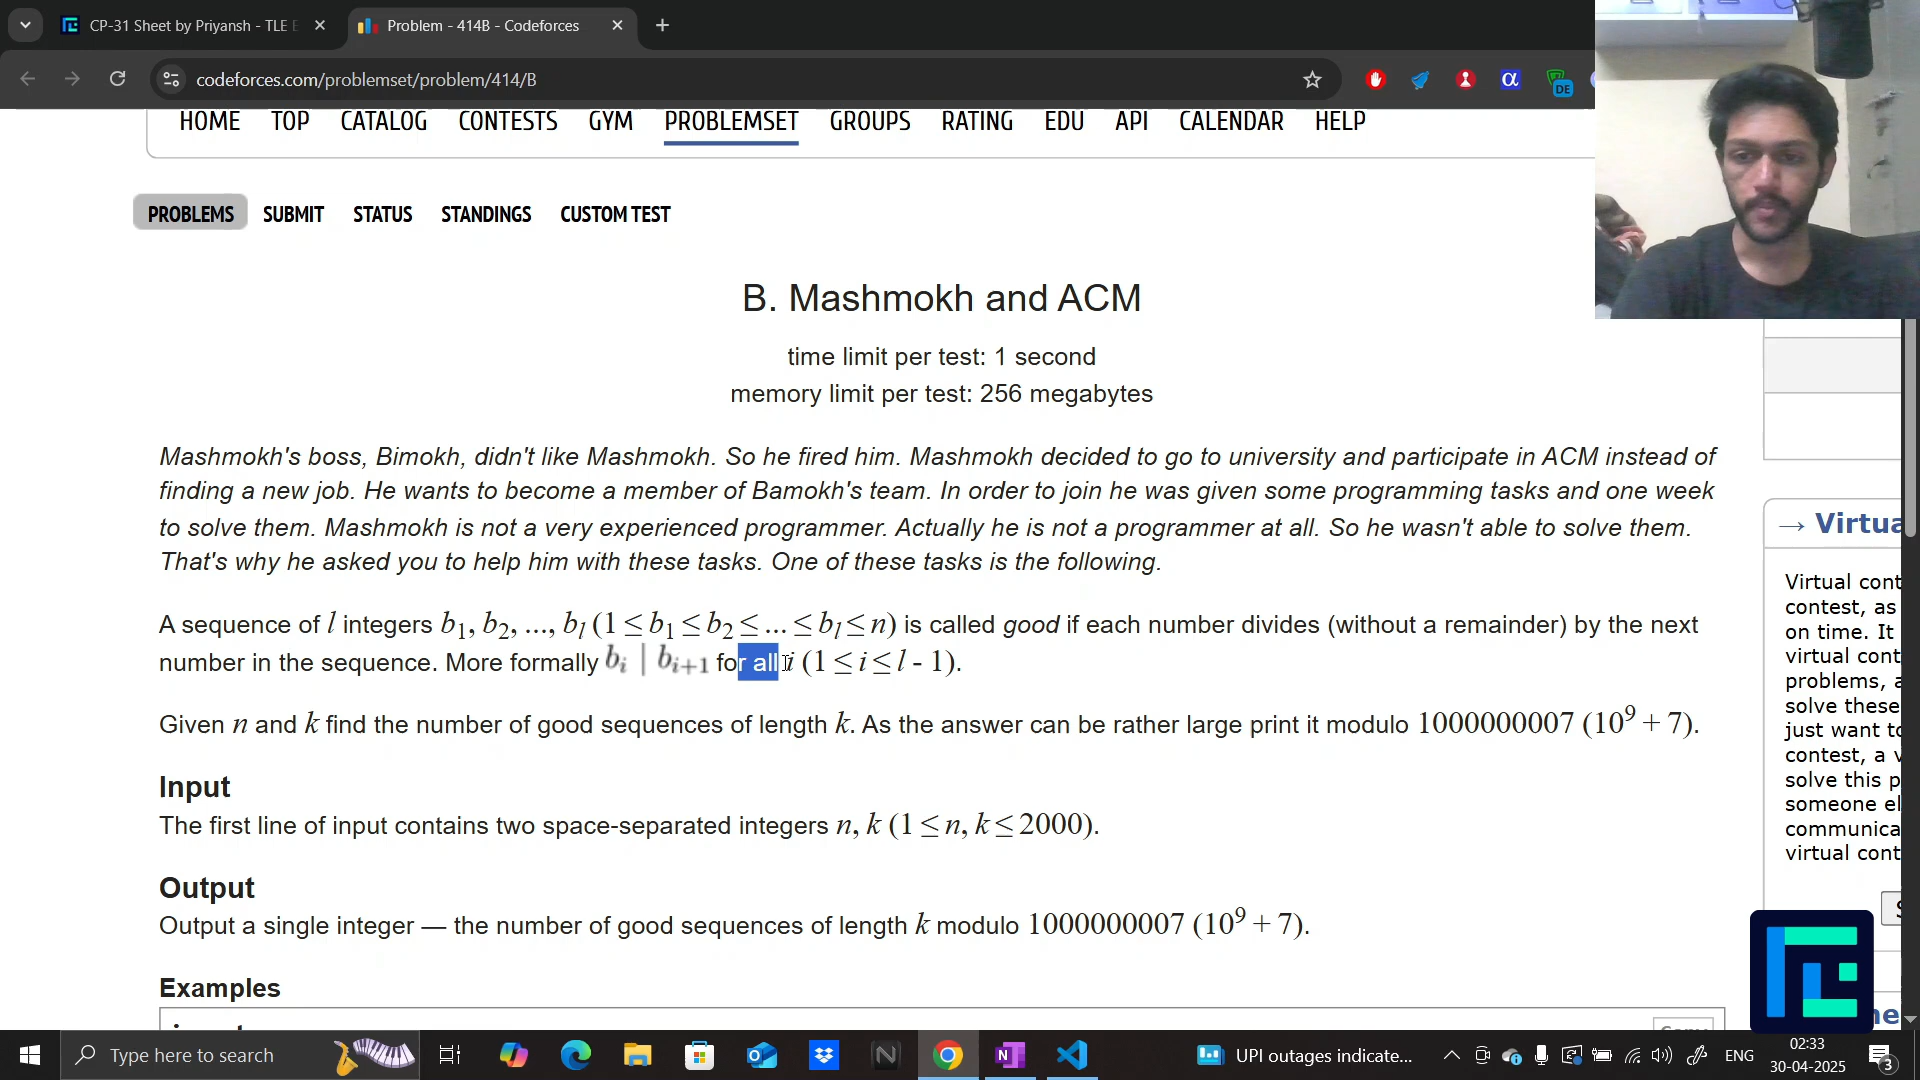 CP-31 Sheet by Priyansh - TLE E
Problem - 414B - Codeforces
codeforces.com/problemset/problem/414/B
DE
HOME TOP CATALOG CONTESTS GYM PROBLEMSET GROUPS RATING EDU API CALENDAR HELP
PROBLEMS SUBMIT STATUS STANDINGS CUSTOM TEST
B. Mashmokh and ACM
time limit per test: 1 second
memory limit per test: 256 megabytes
Mashmokh's boss, Bimokh, didn't like Mashmokh. So he fired him. Mashmokh decided to go to university and participate in ACM instead of
finding a new job. He wants to become a member of Bamokh's team. In order to join he was given some programming tasks and one week
to solve them. Mashmokh is not a very experienced programmer. Actually he is not a programmer at all. So he wasn't able to solve them.
That's why he asked you to help him with these tasks. One of these tasks is the following.
A sequence of l integers b₁, b₂, ..., bₗ (1 ≤ b₁ ≤ b₂ ≤ ... ≤ bₗ ≤ n) is called good if each number divides (without a remainder) by the next
number in the sequence. More formally bᵢ | bᵢ₊₁ for all i (1 ≤ i ≤ l - 1).
Given n and k find the number of good sequences of length k. As the answer can be rather large print it modulo 1000000007 (10⁹ + 7).
Input
The first line of input contains two space-separated integers n, k (1 ≤ n, k ≤ 2000).
Output
Output a single integer — the number of good sequences of length k modulo 1000000007 (10⁹ + 7).
Examples
→ Virtua
Virtual cont
contest, as
on time. It
virtual cont
problems, a
solve these
just want to
contest, a v
solve this p
someone el
communica
virtual cont
Type here to search
UPI outages indicate...
ENG
02:33
30-04-2025
3